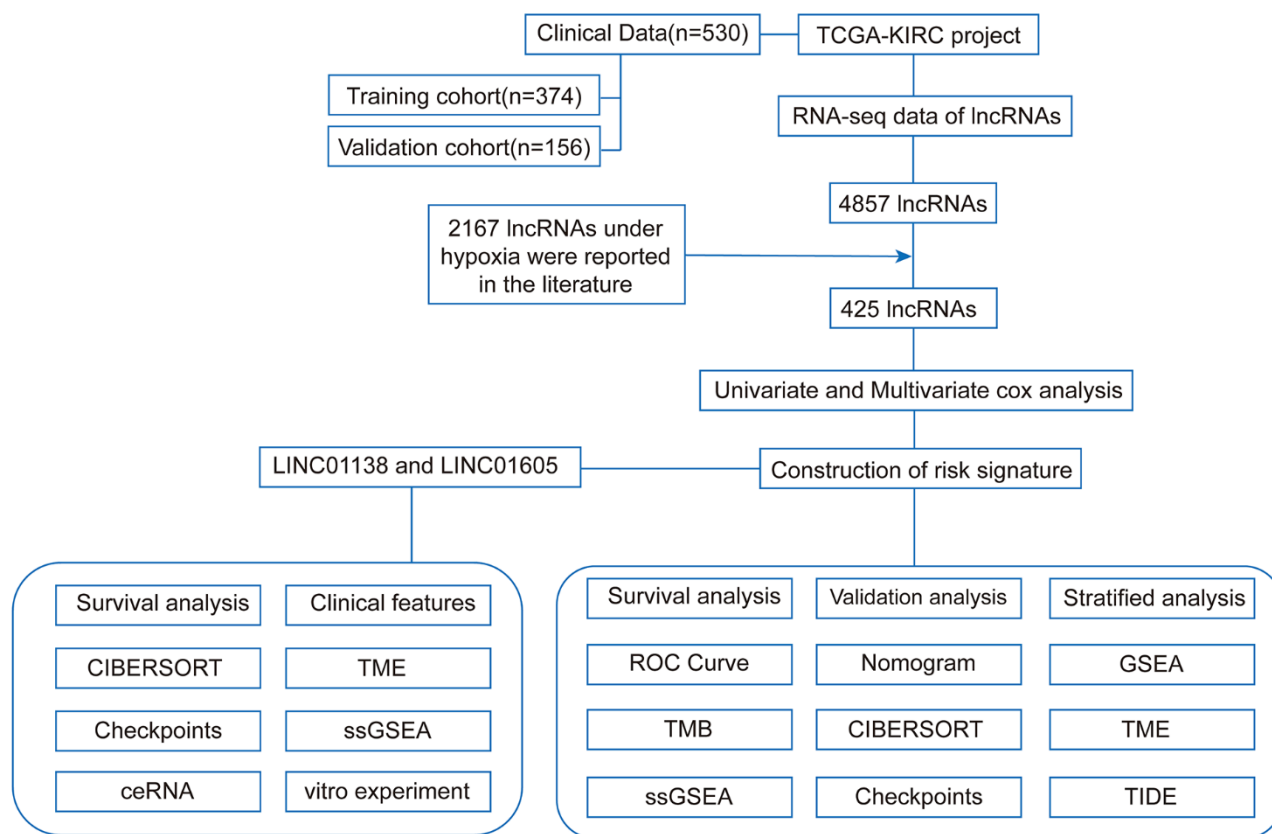 Clinical Data(n=530)
TCGA-KIRC project
Training cohort(n=374)
Validation cohort(n=156)
RNA-seq data of lncRNAs
4857 lncRNAs
2167 lncRNAs under
hypoxia were reported
in the literature
425 lncRNAs
Univariate and Multivariate cox analysis
LINC01138 and LINC01605
Construction of risk signature
Survival analysis
Clinical features
CIBERSORT
TME
Checkpoints
ssGSEA
ceRNA
vitro experiment
Survival analysis
Validation analysis
Stratified analysis
ROC Curve
Nomogram
GSEA
TMB
CIBERSORT
TME
ssGSEA
Checkpoints
TIDE